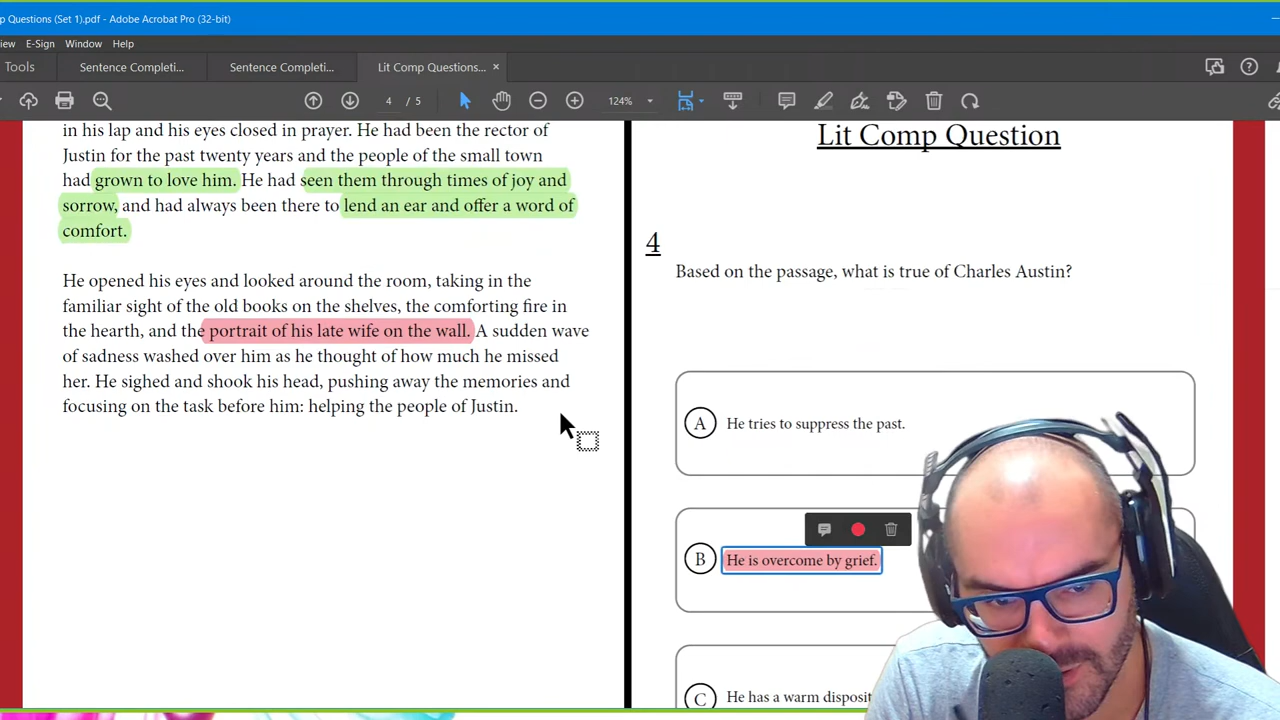 p Questions (Set 1).pdf - Adobe Acrobat Pro (32-bit)
iew E-Sign Window Help
Tools Sentence Completi... Sentence Completi... Lit Comp Questions... ×
4 / 5 124%
in his lap and his eyes closed in prayer. He had been the rector of
Justin for the past twenty years and the people of the small town
had grown to love him. He had seen them through times of joy and
sorrow, and had always been there to lend an ear and offer a word of
comfort.
He opened his eyes and looked around the room, taking in the
familiar sight of the old books on the shelves, the comforting fire in
the hearth, and the portrait of his late wife on the wall. A sudden wave
of sadness washed over him as he thought of how much he missed
her. He sighed and shook his head, pushing away the memories and
focusing on the task before him: helping the people of Justin.
Lit Comp Question
4
Based on the passage, what is true of Charles Austin?
A He tries to suppress the past.
B He is overcome by grief.
C He has a warm disposit